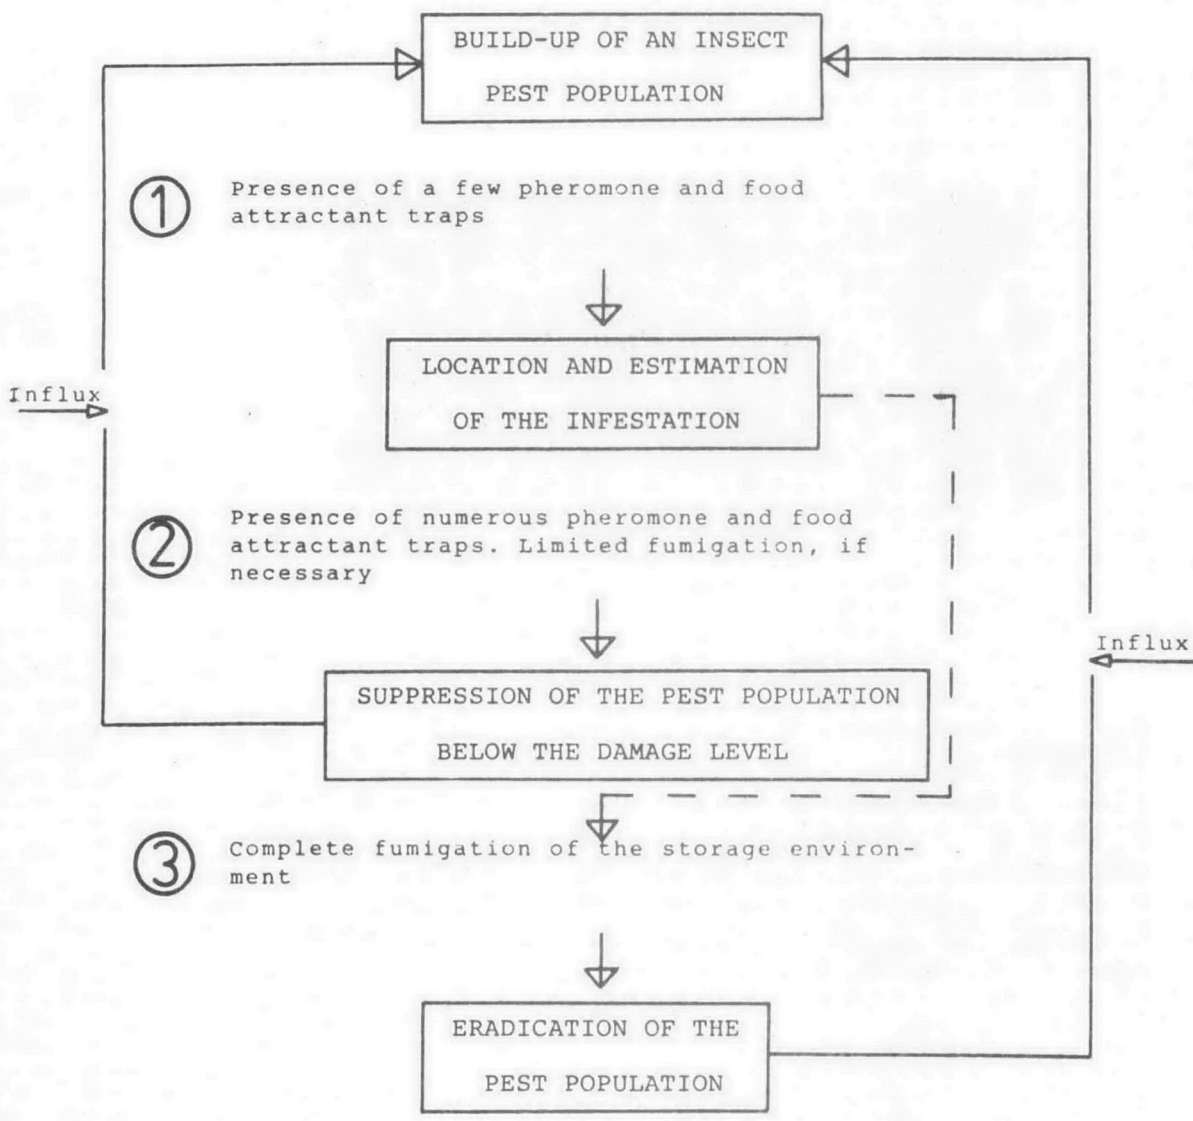 BUILD-UP OF AN INSECT
PEST POPULATION
1
Presence of a few pheromone and food
attractant traps
LOCATION AND ESTIMATION
OF THE INFESTATION
Influx
2
Presence of numerous pheromone and food
attractant traps. Limited fumigation, if
necessary
Influx
SUPPRESSION OF THE PEST POPULATION
BELOW THE DAMAGE LEVEL
3
Complete fumigation of the storage environ-
ment
ERADICATION OF THE
PEST POPULATION